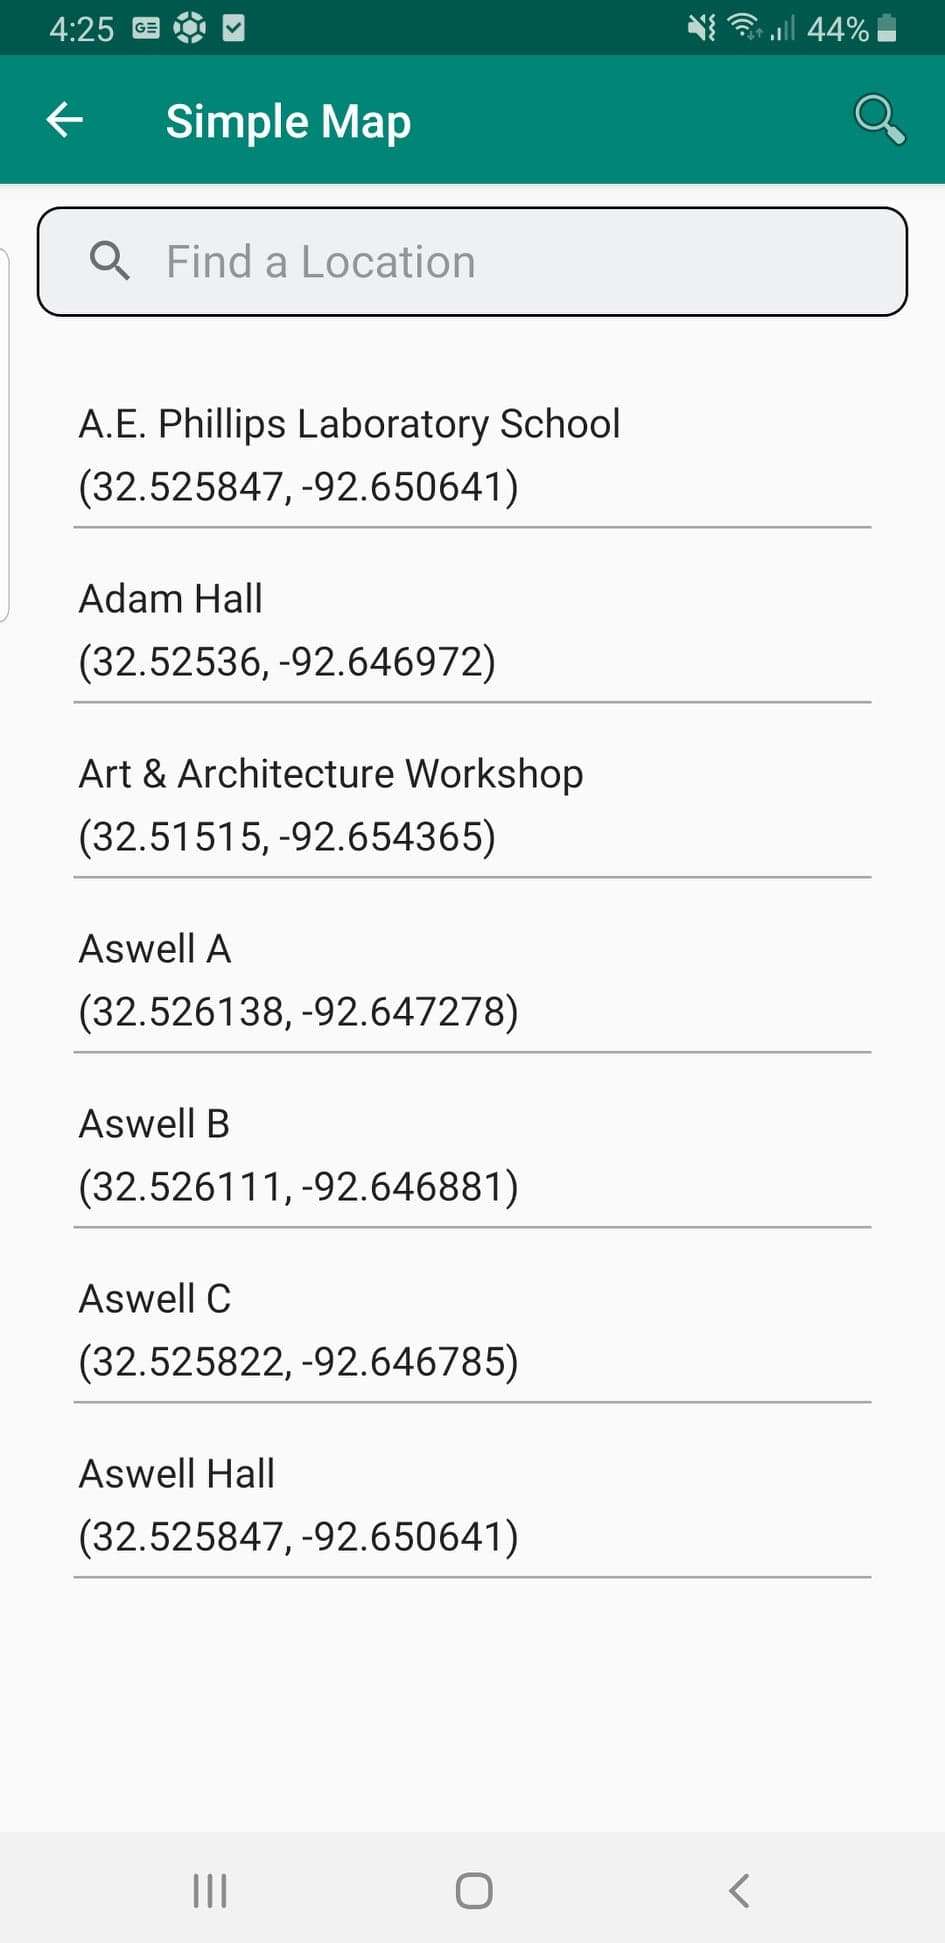 4:25 GE 44%
Simple Map
Find a Location
A.E. Phillips Laboratory School
(32.525847, -92.650641)
Adam Hall
(32.52536, -92.646972)
Art & Architecture Workshop
(32.51515, -92.654365)
Aswell A
(32.526138, -92.647278)
Aswell B
(32.526111, -92.646881)
Aswell C
(32.525822, -92.646785)
Aswell Hall
(32.525847, -92.650641)